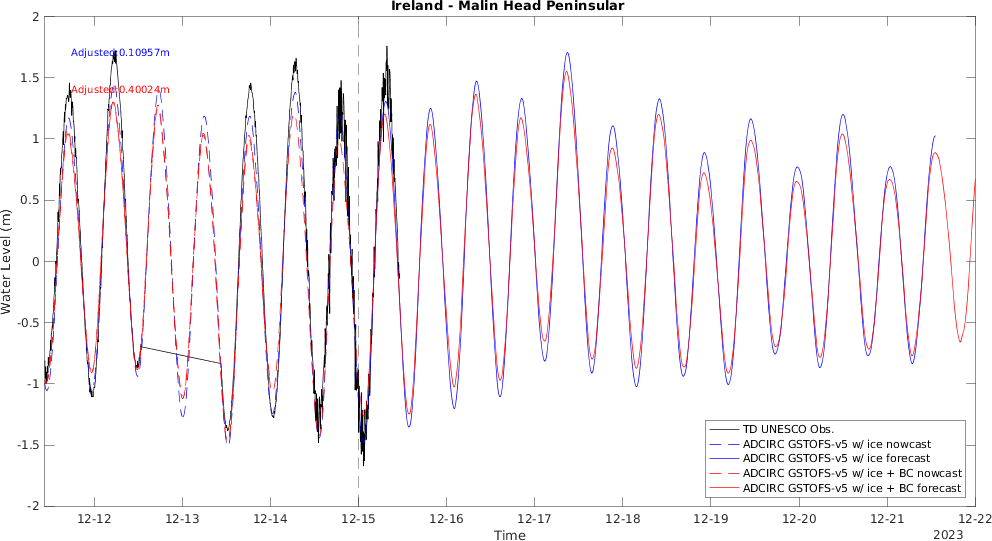 Ireland - Malin Head Peninsular
2
1.5
1
0.5
0
-0.5
-1
-1.5
-2
Water Level (m)
Adjusted 0.10957m
Adjusted 0.40024m
TD UNESCO Obs.
ADCIRC GSTOFS-v5 w/ ice nowcast
ADCIRC GSTOFS-v5 w/ ice forecast
ADCIRC GSTOFS-v5 w/ ice + BC nowcast
ADCIRC GSTOFS-v5 w/ ice + BC forecast
12-12 12-13 12-14 12-15 12-16 12-17 12-18 12-19 12-20 12-21 12-22
Time
2023